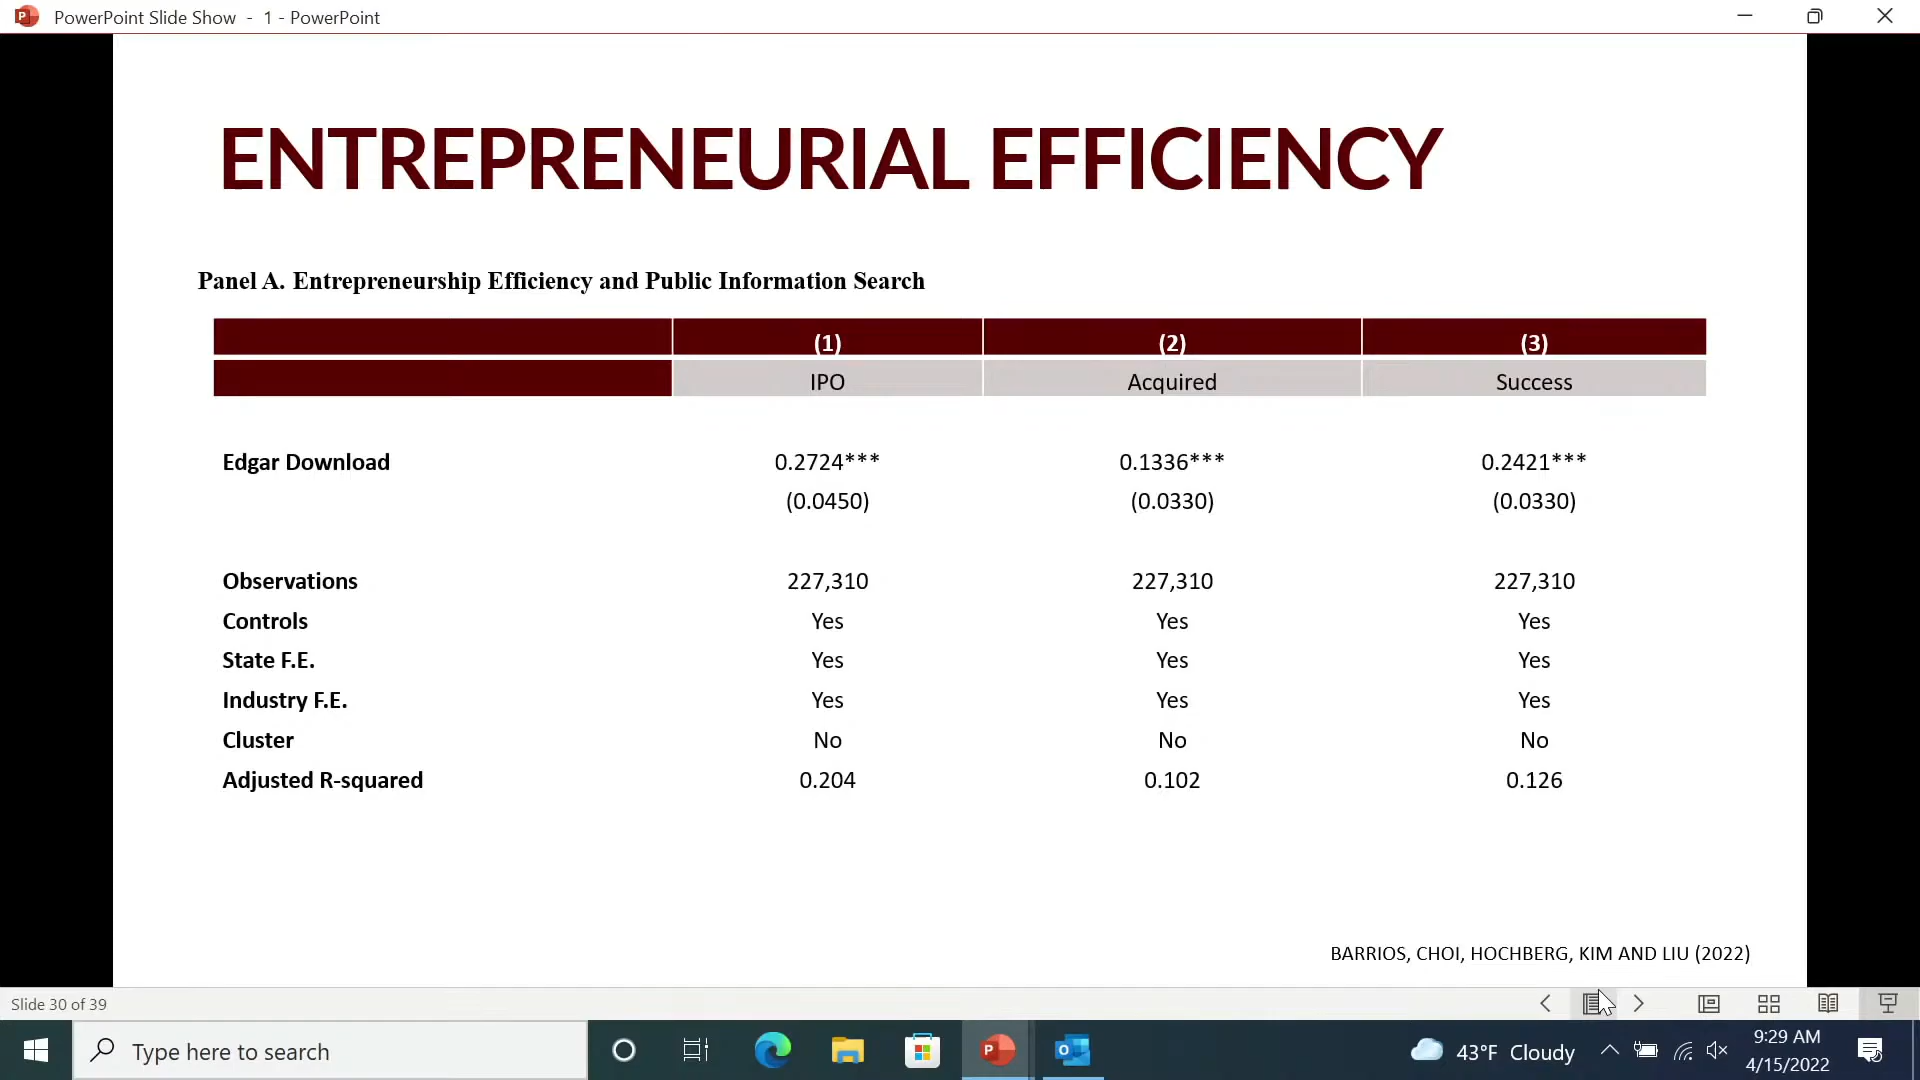 PowerPoint Slide Show - 1 - PowerPoint
ENTREPRENEURIAL EFFICIENCY
Panel A. Entrepreneurship Efficiency and Public Information Search
(1) (2) (3)
IPO Acquired Success
Edgar Download 0.2724*** 0.1336*** 0.2421***
(0.0450) (0.0330) (0.0330)
Observations 227,310 227,310 227,310
Controls Yes Yes Yes
State F.E. Yes Yes Yes
Industry F.E. Yes Yes Yes
Cluster No No No
Adjusted R-squared 0.204 0.102 0.126
BARRIOS, CHOI, HOCHBERG, KIM AND LIU (2022)
Slide 30 of 39
Type here to search
43°F Cloudy
9:29 AM
4/15/2022